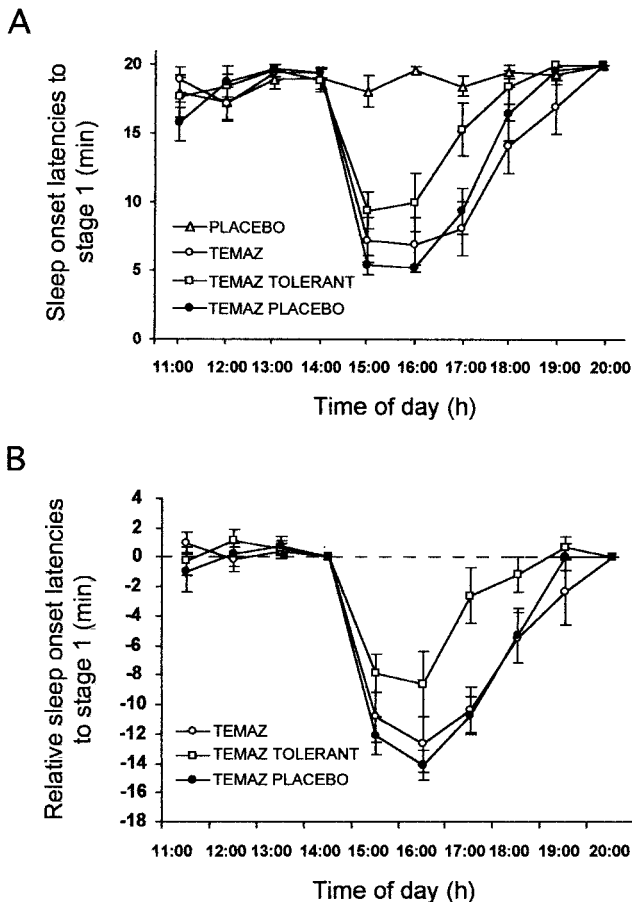 A
Sleep onset latencies to
stage 1 (min)
20
15
10
5
0
PLACEBO
TEMAZ
TEMAZ TOLERANT
TEMAZ PLACEBO
11:00 12:00 13:00 14:00 15:00 16:00 17:00 18:00 19:00 20:00
Time of day (h)
B
Relative sleep onset latencies
to stage 1 (min)
4
2
0
-2
-4
-6
-8
-10
-12
-14
-16
-18
TEMAZ
TEMAZ TOLERANT
TEMAZ PLACEBO
11:00 12:00 13:00 14:00 15:00 16:00 17:00 18:00 19:00 20:00
Time of day (h)